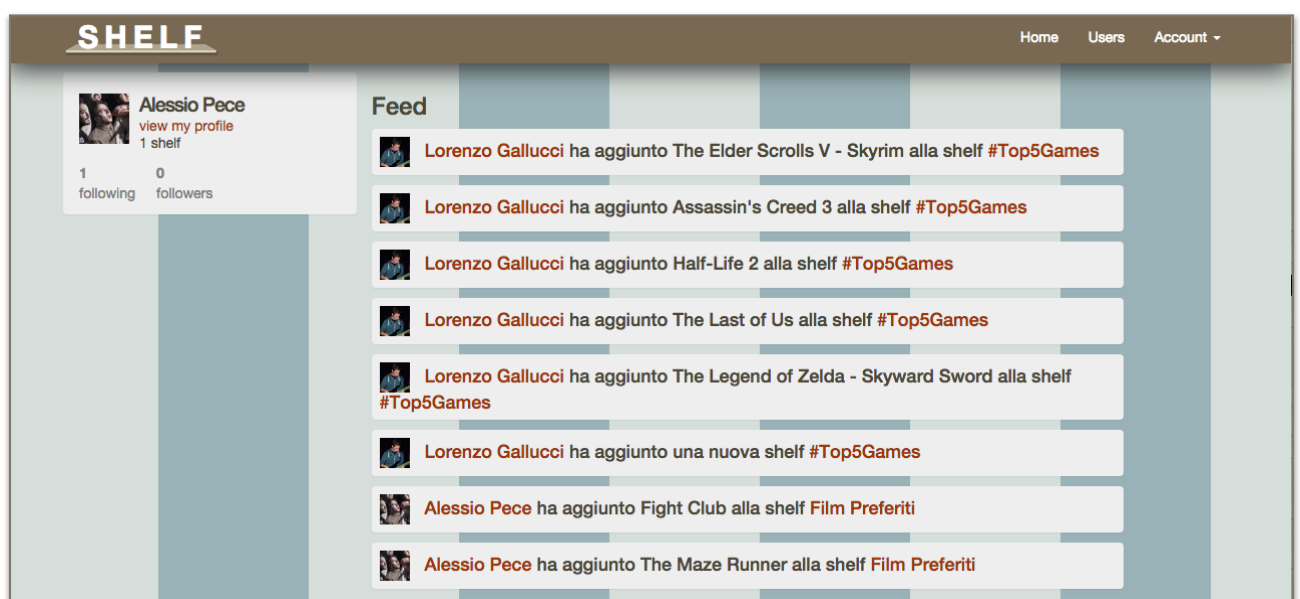 SHELF
Home Users Account
Alessio Pece
view my profile
1 shelf
1 0
following followers
Feed
Lorenzo Gallucci ha aggiunto The Elder Scrolls V - Skyrim alla shelf #Top5Games
Lorenzo Gallucci ha aggiunto Assassin's Creed 3 alla shelf #Top5Games
Lorenzo Gallucci ha aggiunto Half-Life 2 alla shelf #Top5Games
Lorenzo Gallucci ha aggiunto The Last of Us alla shelf #Top5Games
Lorenzo Gallucci ha aggiunto The Legend of Zelda - Skyward Sword alla shelf
#Top5Games
Lorenzo Gallucci ha aggiunto una nuova shelf #Top5Games
Alessio Pece ha aggiunto Fight Club alla shelf Film Preferiti
Alessio Pece ha aggiunto The Maze Runner alla shelf Film Preferiti